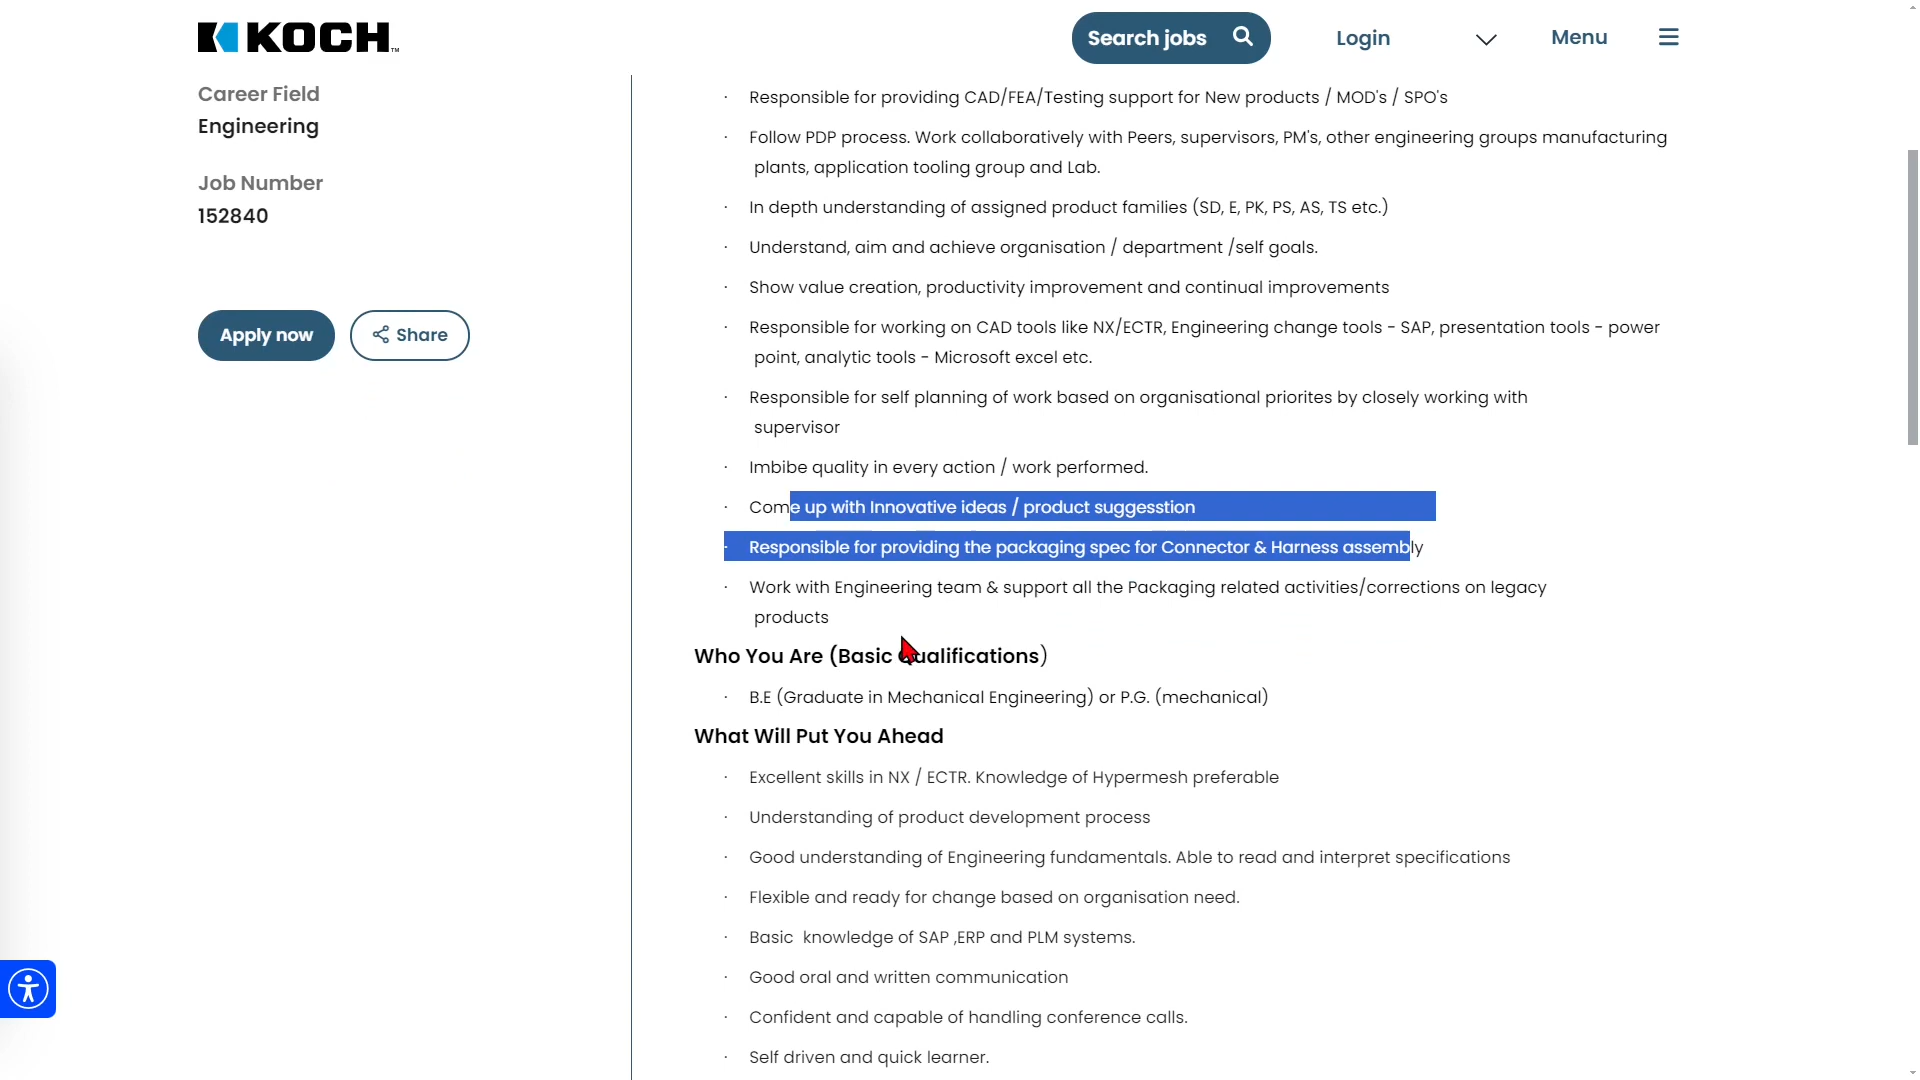 KOCH™
Search jobs
Login
Menu
Career Field
Engineering
Job Number
152840
Apply now
Share
· Responsible for providing CAD/FEA/Testing support for New products / MOD's / SPO's
· Follow PDP process. Work collaboratively with Peers, supervisors, PM's, other engineering groups manufacturing
plants, application tooling group and Lab.
· In depth understanding of assigned product families (SD, E, PK, PS, AS, TS etc.)
· Understand, aim and achieve organisation / department /self goals.
· Show value creation, productivity improvement and continual improvements
· Responsible for working on CAD tools like NX/ECTR, Engineering change tools - SAP, presentation tools - power
point, analytic tools - Microsoft excel etc.
· Responsible for self planning of work based on organisational priorites by closely working with
supervisor
· Imbibe quality in every action / work performed.
· Come up with Innovative ideas / product suggesstion
· Responsible for providing the packaging spec for Connector & Harness assembly
· Work with Engineering team & support all the Packaging related activities/corrections on legacy
products
Who You Are (Basic Qualifications)
· B.E (Graduate in Mechanical Engineering) or P.G. (mechanical)
What Will Put You Ahead
· Excellent skills in NX / ECTR. Knowledge of Hypermesh preferable
· Understanding of product development process
· Good understanding of Engineering fundamentals. Able to read and interpret specifications
· Flexible and ready for change based on organisation need.
· Basic  knowledge of SAP ,ERP and PLM systems.
· Good oral and written communication
· Confident and capable of handling conference calls.
· Self driven and quick learner.